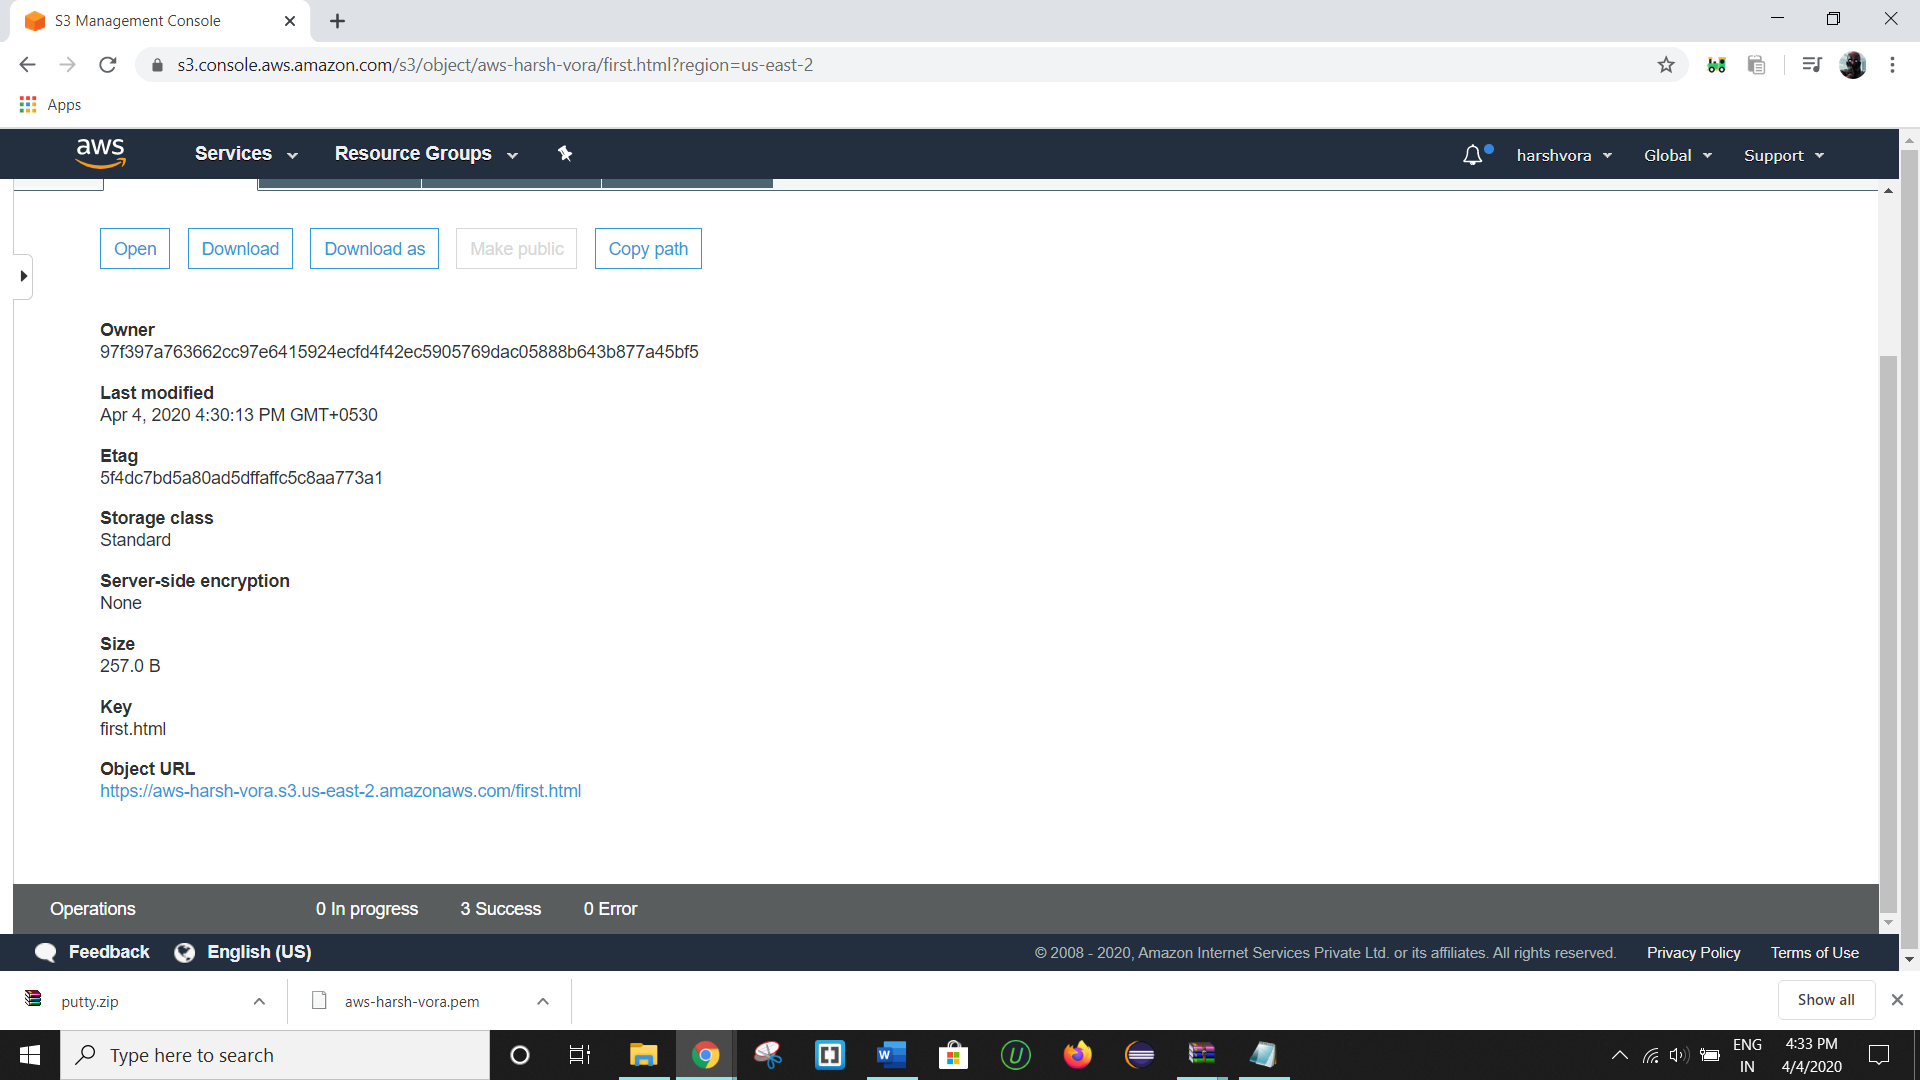 S3 Management Console
s3.console.aws.amazon.com/s3/object/aws-harsh-vora/first.html?region=us-east-2
Apps
aws Services Resource Groups harshvora Global Support
Open Download Download as Make public Copy path
Owner
97f397a763662cc97e6415924ecfd4f42ec5905769dac05888b643b877a45bf5
Last modified
Apr 4, 2020 4:30:13 PM GMT+0530
Etag
5f4dc7bd5a80ad5dffaffc5c8aa773a1
Storage class
Standard
Server-side encryption
None
Size
257.0 B
Key
first.html
Object URL
https://aws-harsh-vora.s3.us-east-2.amazonaws.com/first.html
Operations 0 In progress 3 Success 0 Error
Feedback English (US) © 2008 - 2020, Amazon Internet Services Private Ltd. or its affiliates. All rights reserved. Privacy Policy Terms of Use
putty.zip aws-harsh-vora.pem Show all
Type here to search
ENG 4:33 PM
IN 4/4/2020